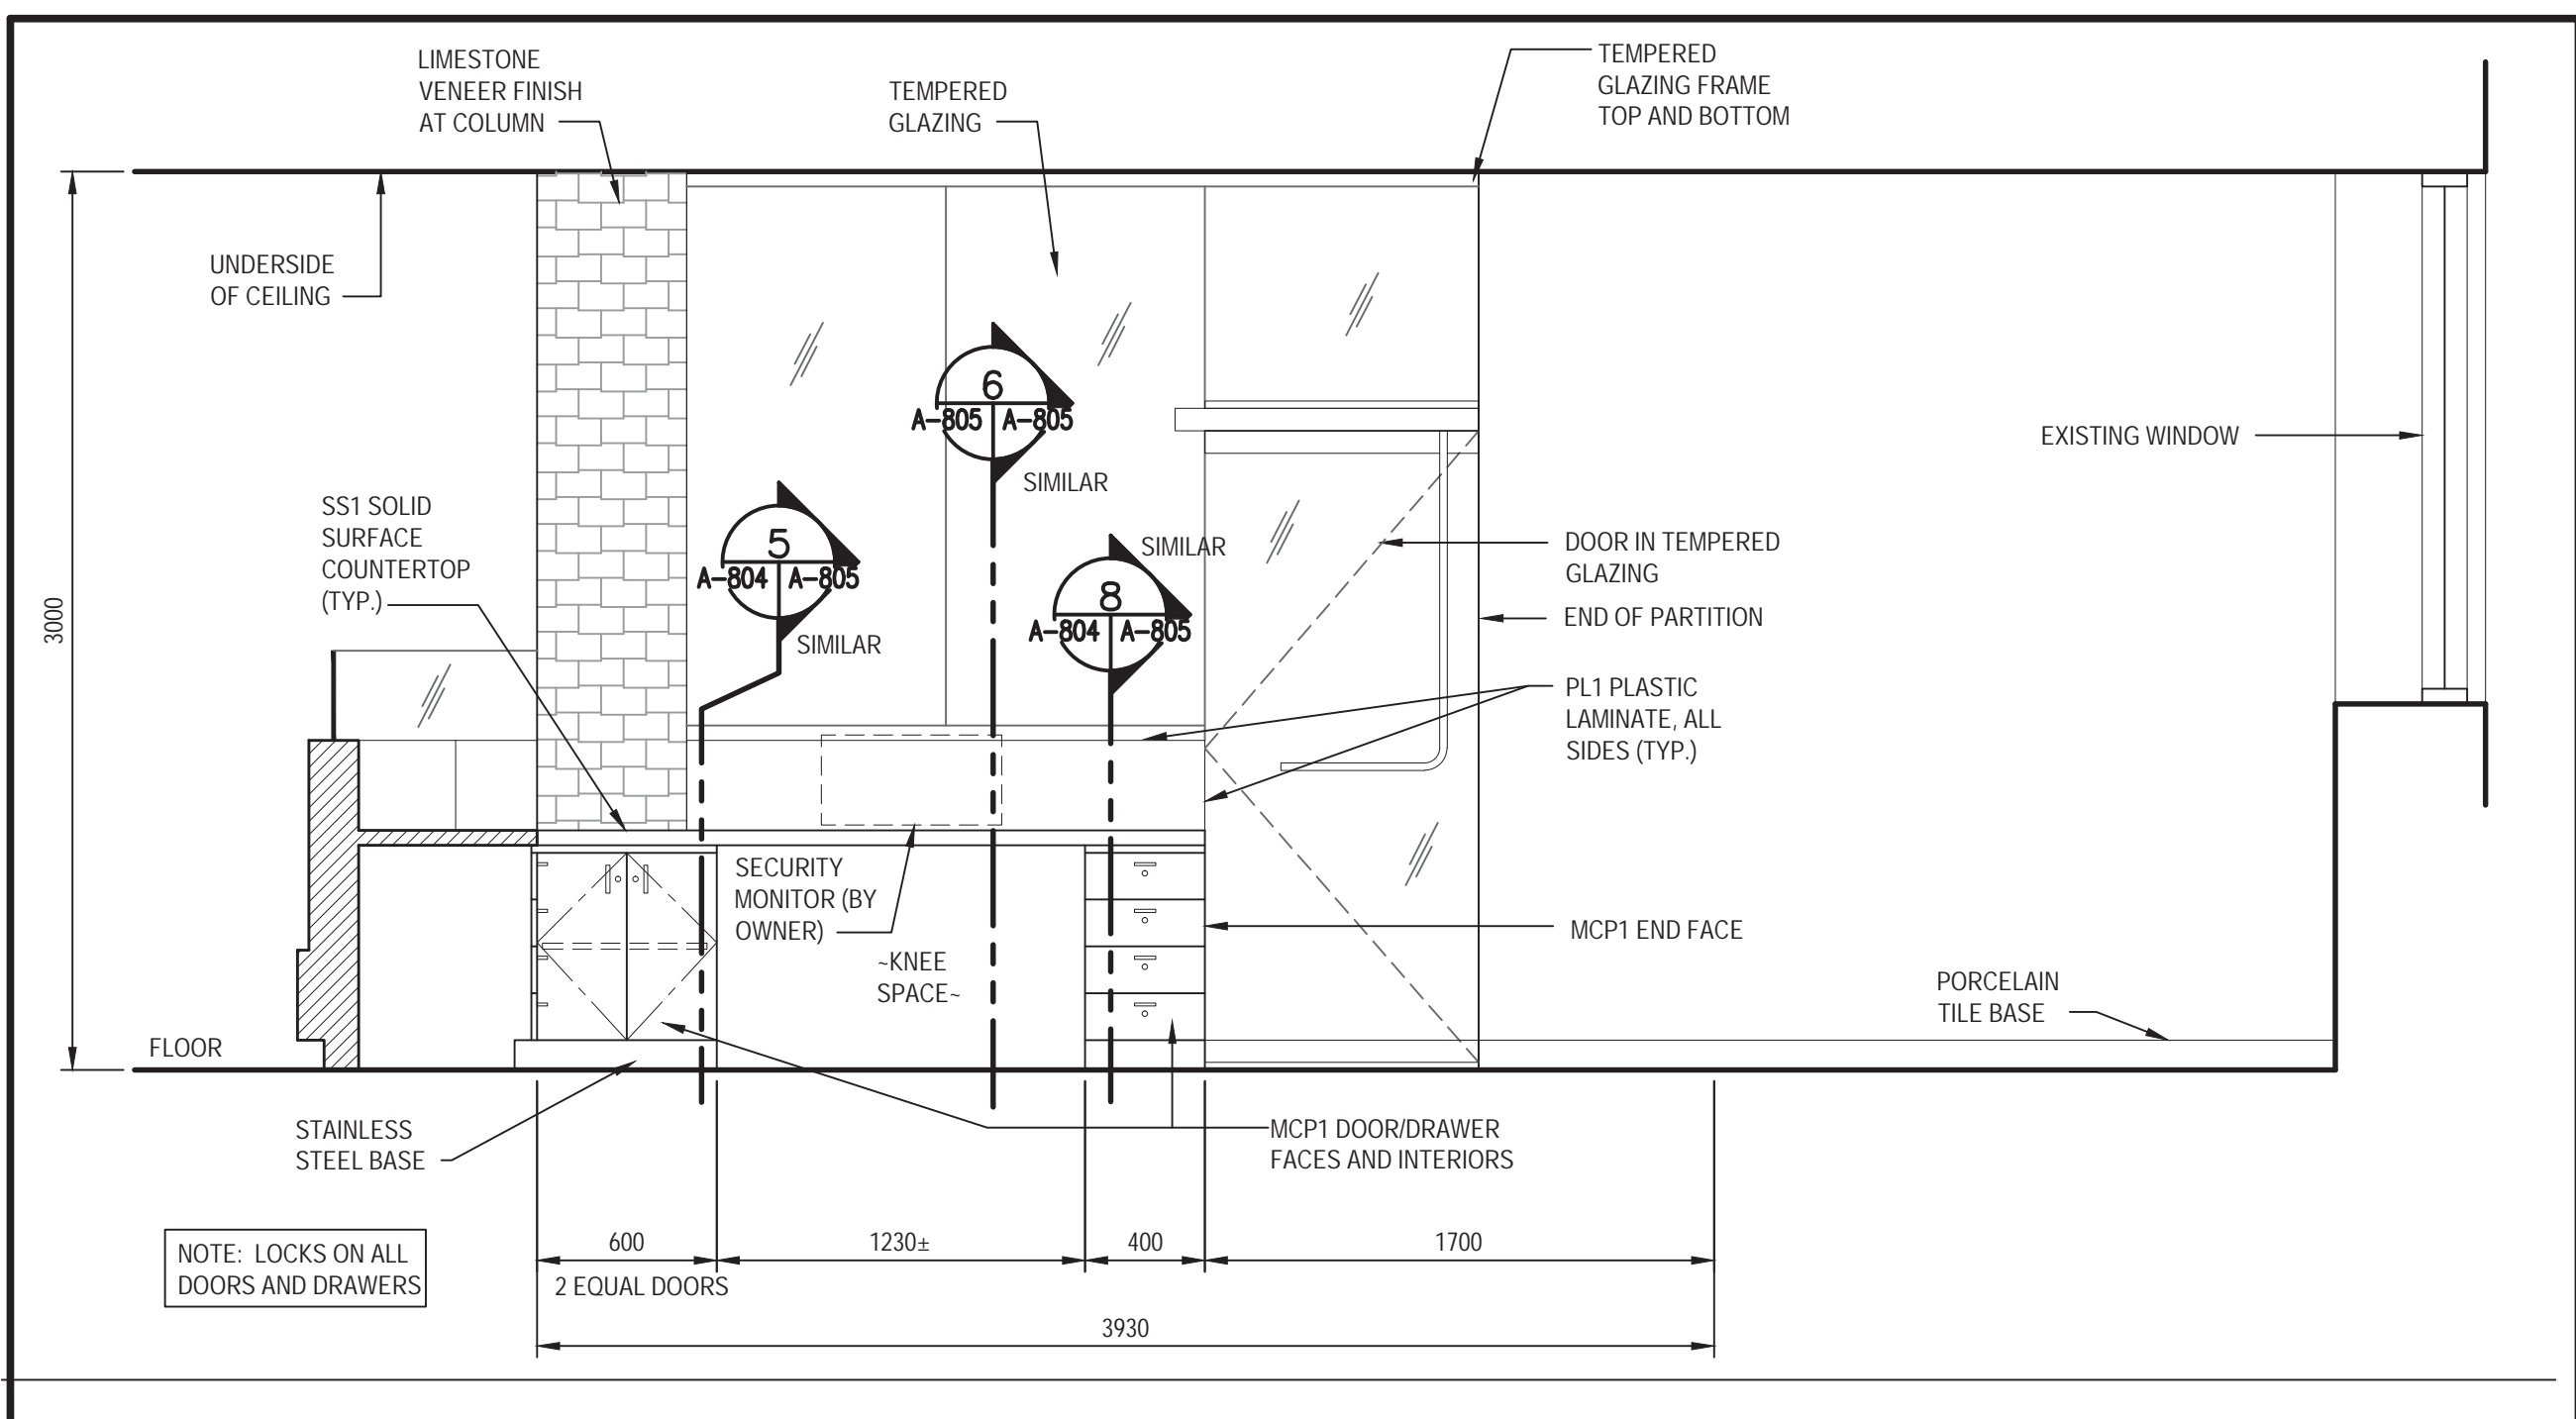 LIMESTONE
VENEER FINISH
AT COLUMN
TEMPERED
GLAZING
TEMPERED
GLAZING FRAME
TOP AND BOTTOM
UNDERSIDE
OF CEILING
6
A-805 A-805
SIMILAR
EXISTING WINDOW
SS1 SOLID
SURFACE
COUNTERTOP
(TYP.)
5
A-804 A-805
SIMILAR
SIMILAR
8
A-804 A-805
DOOR IN TEMPERED
GLAZING
END OF PARTITION
3000
PL1 PLASTIC
LAMINATE, ALL
SIDES (TYP.)
SECURITY
MONITOR (BY
OWNER)
~KNEE
SPACE~
MCP1 END FACE
PORCELAIN
TILE BASE
FLOOR
STAINLESS
STEEL BASE
MCP1 DOOR/DRAWER
FACES AND INTERIORS
NOTE: LOCKS ON ALL
DOORS AND DRAWERS
600 1230± 400 1700
2 EQUAL DOORS
3930